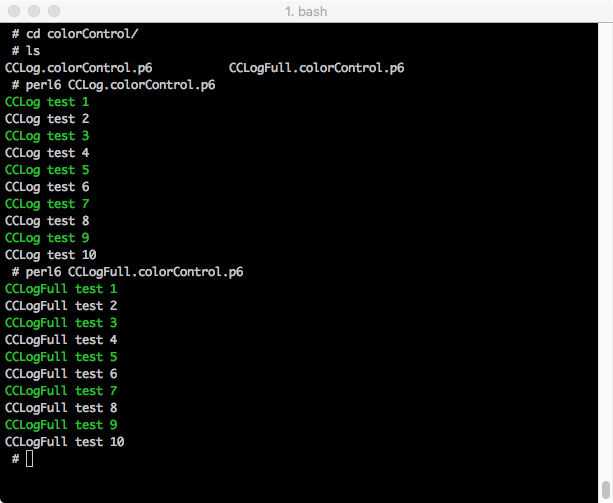 1. bash
# cd colorControl/
# ls
CCLog.colorControl.p6 CCLogFull.colorControl.p6
# perl6 CCLog.colorControl.p6
CCLog test 1
CCLog test 2
CCLog test 3
CCLog test 4
CCLog test 5
CCLog test 6
CCLog test 7
CCLog test 8
CCLog test 9
CCLog test 10
# perl6 CCLogFull.colorControl.p6
CCLogFull test 1
CCLogFull test 2
CCLogFull test 3
CCLogFull test 4
CCLogFull test 5
CCLogFull test 6
CCLogFull test 7
CCLogFull test 8
CCLogFull test 9
CCLogFull test 10
#